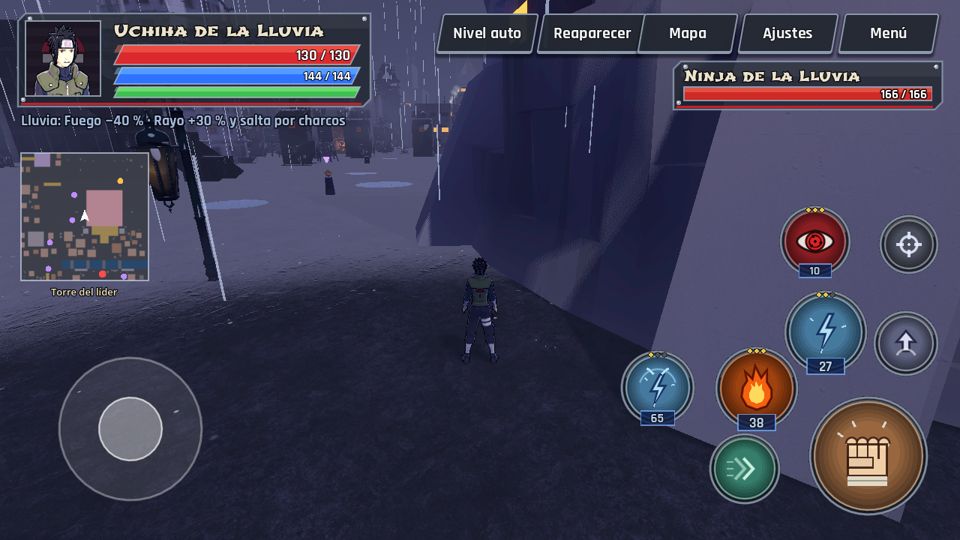 Uchiha de la Lluvia
130 / 130
144 / 144
Lluvia: Fuego −40 % · Rayo +30 % y salta por charcos
Torre del líder
Nivel auto
Reaparecer
Mapa
Ajustes
Menú
Ninja de la Lluvia
166 / 166
10
27
65
38